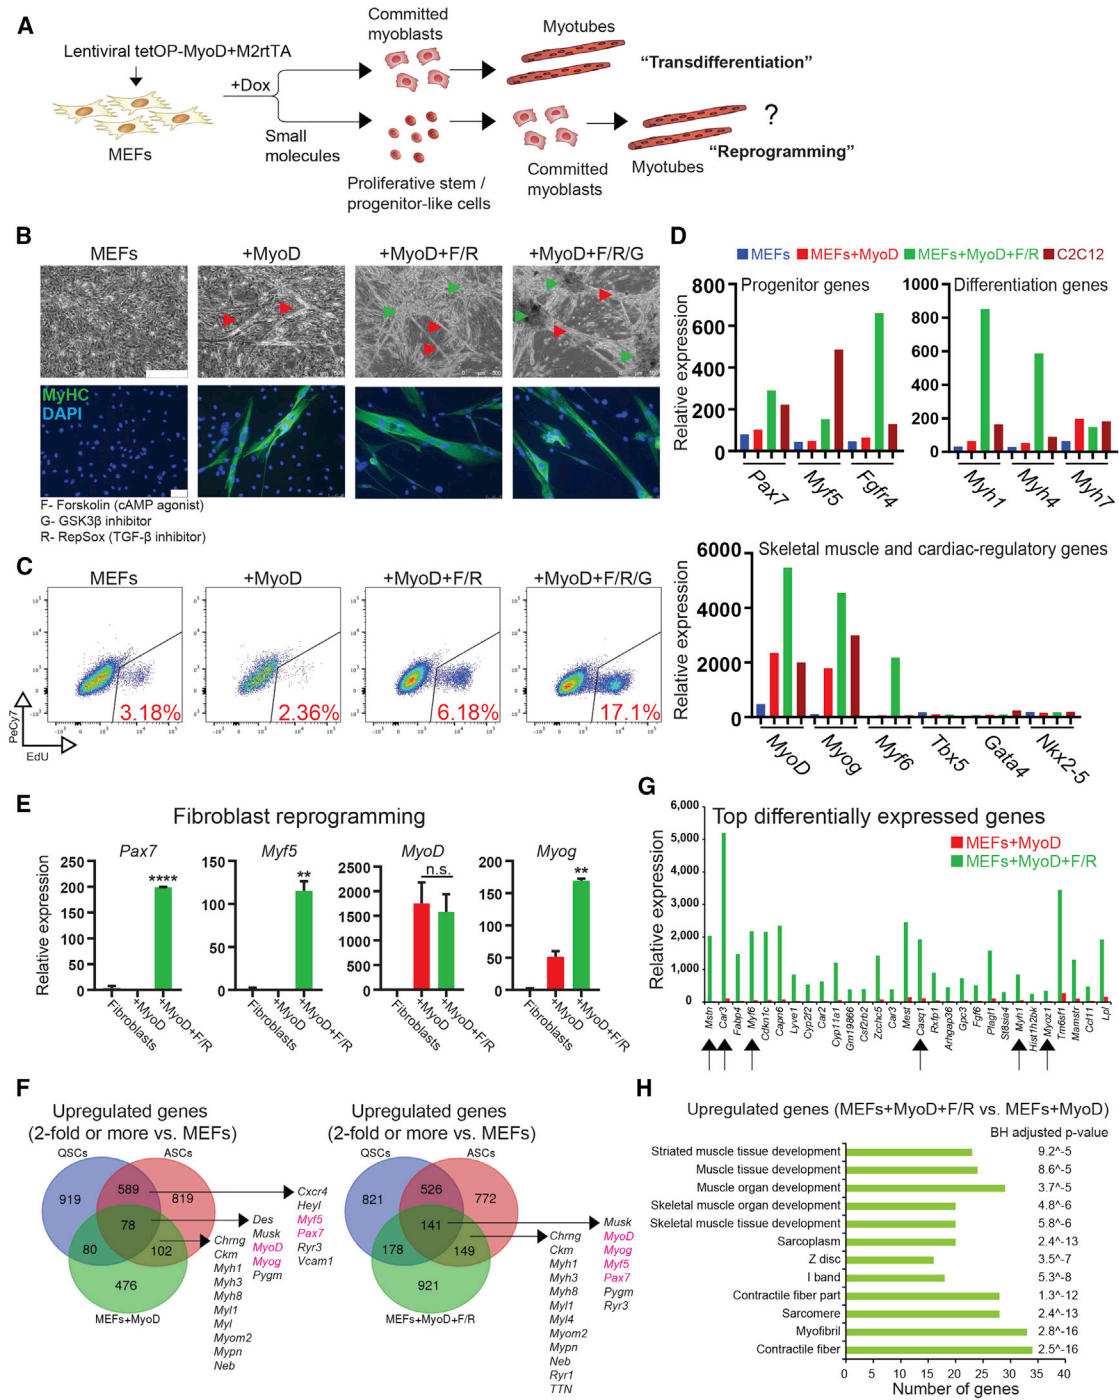 A
Lentiviral tetOP-MyoD+M2rtTA
MEFs
+Dox
Small
molecules
Committed
myoblasts
Myotubes
"Transdifferentiation"
Proliferative stem /
progenitor-like cells
Committed
myoblasts
Myotubes
?
"Reprogramming"
B
MEFs
+MyoD
+MyoD+F/R
+MyoD+F/R/G
MyHC
DAPI
F- Forskolin (cAMP agonist)
G- GSK3β inhibitor
R- RepSox (TGF-β inhibitor)
C
MEFs
+MyoD
+MyoD+F/R
+MyoD+F/R/G
3.18%
2.36%
6.18%
17.1%
PeCy7
EdU
D
MEFs
MEFs+MyoD
MEFs+MyoD+F/R
C2C12
Progenitor genes
Relative expression
800
600
400
200
0
Pax7
Myf5
Fgfr4
Differentiation genes
1000
800
600
400
200
0
Myh1
Myh4
Myh7
Skeletal muscle and cardiac-regulatory genes
Relative expression
6000
4000
2000
0
MyoD
Myog
Myf6
Tbx5
Gata4
Nkx2-5
E
Fibroblast reprogramming
Relative expression
Pax7
250
200
150
100
50
0
****
Fibroblasts
+MyoD
+MyoD+F/R
Myf5
150
100
50
0
**
Fibroblasts
+MyoD
+MyoD+F/R
MyoD
2500
2000
1500
1000
500
0
n.s.
Fibroblasts
+MyoD
+MyoD+F/R
Myog
200
150
100
50
0
**
Fibroblasts
+MyoD
+MyoD+F/R
F
Upregulated genes
(2-fold or more vs. MEFs)
QSCs
ASCs
919
589
819
78
80
102
476
MEFs+MyoD
Cxcr4
Heyl
Myf5
Pax7
Ryr3
Vcam1
Des
Musk
MyoD
Myog
Pygm
Chrng
Ckm
Myh1
Myh3
Myh8
Myl1
Myl
Myom2
Mypn
Neb
Upregulated genes
(2-fold or more vs. MEFs)
QSCs
ASCs
821
526
772
141
178
149
921
MEFs+MyoD+F/R
Musk
MyoD
Myog
Myf5
Pax7
Pygm
Ryr3
Chrng
Ckm
Myh1
Myh3
Myh8
Myl1
Myl4
Myom2
Mypn
Neb
Ryr1
TTN
G
Top differentially expressed genes
MEFs+MyoD
MEFs+MyoD+F/R
Relative expression
6,000
5,000
4,000
3,000
2,000
1,000
0
Mstn
Car3
Fabp4
Myf6
Cdkn1c
Capn6
Lyve1
Cyp2f2
Car2
Cyp11a1
Gm19866
Csf2rb2
Zcchc5
Car3
Mest
Casq1
Rxfp1
Arhgap36
Gpc3
Fgf6
Plagl1
St8sia4
Myh1
Hist1h2bk
Myoz1
Tm6sf1
Mamstr
Ccl11
Lpl
H
Upregulated genes (MEFs+MyoD+F/R vs. MEFs+MyoD)
BH adjusted p-value
Striated muscle tissue development 9.2^-5
Muscle tissue development 8.6^-5
Muscle organ development 3.7^-5
Skeletal muscle organ development 4.8^-6
Skeletal muscle tissue development 5.8^-6
Sarcoplasm 2.4^-13
Z disc 3.5^-7
I band 5.3^-8
Contractile fiber part 1.3^-12
Sarcomere 2.4^-13
Myofibril 2.8^-16
Contractile fiber 2.5^-16
0 5 10 15 20 25 30 35 40
Number of genes